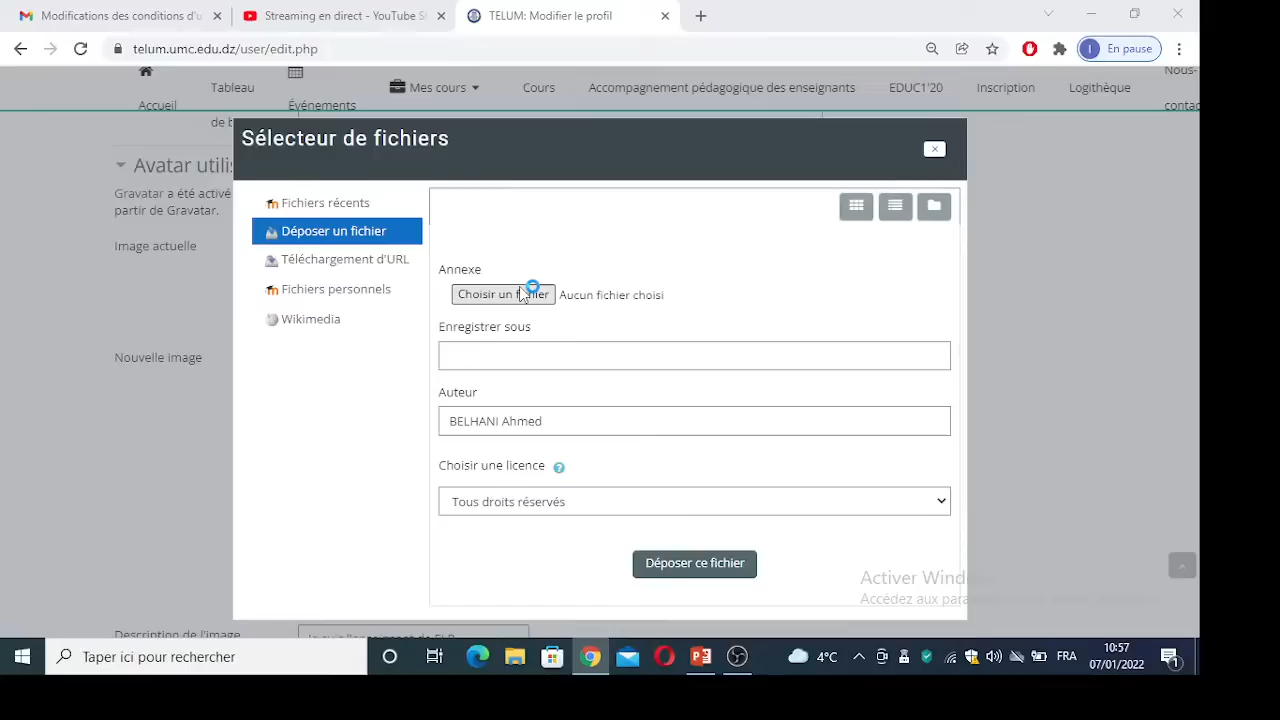 Modifications des conditions d'u
Streaming en direct - YouTube S
TELUM: Modifier le profil
telum.umc.edu.dz/user/edit.php
En pause
Accueil
Tableau
de b
Événements
Mes cours
Cours
Accompagnement pédagogique des enseignants
EDUC1'20
Inscription
Logithèque
Nous-
contac
Sélecteur de fichiers
Avatar utilis
Gravatar a été activé
partir de Gravatar.
Image actuelle
Nouvelle image
Description de l'image
Fichiers récents
Déposer un fichier
Téléchargement d'URL
Fichiers personnels
Wikimedia
Annexe
Choisir un fichier Aucun fichier choisi
Enregistrer sous
Auteur
BELHANI Ahmed
Choisir une licence
Tous droits réservés
Déposer ce fichier
Activer Windo
Accédez aux para
Taper ici pour rechercher
4°C
FRA
10:57
07/01/2022
1